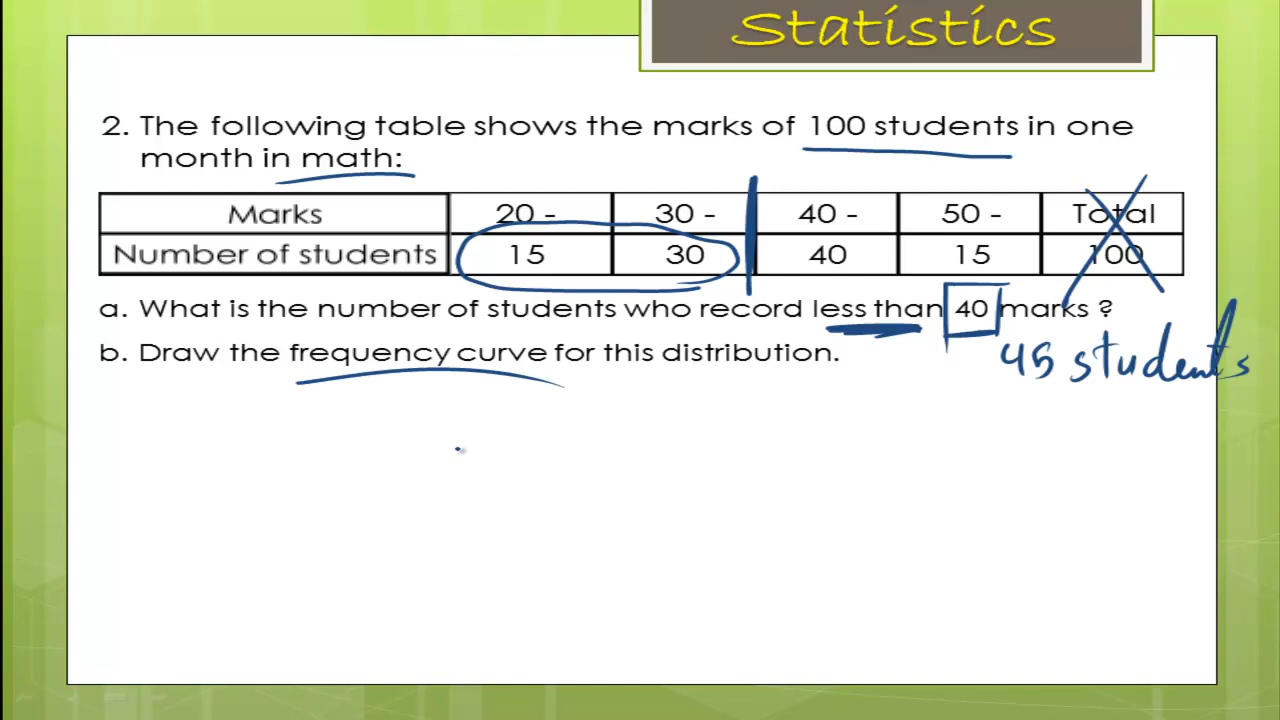 Statistics
2. The following table shows the marks of 100 students in one
month in math:
Marks 20 - 30 - 40 - 50 - Total
Number of students 15 30 40 15 100
a. What is the number of students who record less than 40 marks ?
b. Draw the frequency curve for this distribution.
45 students